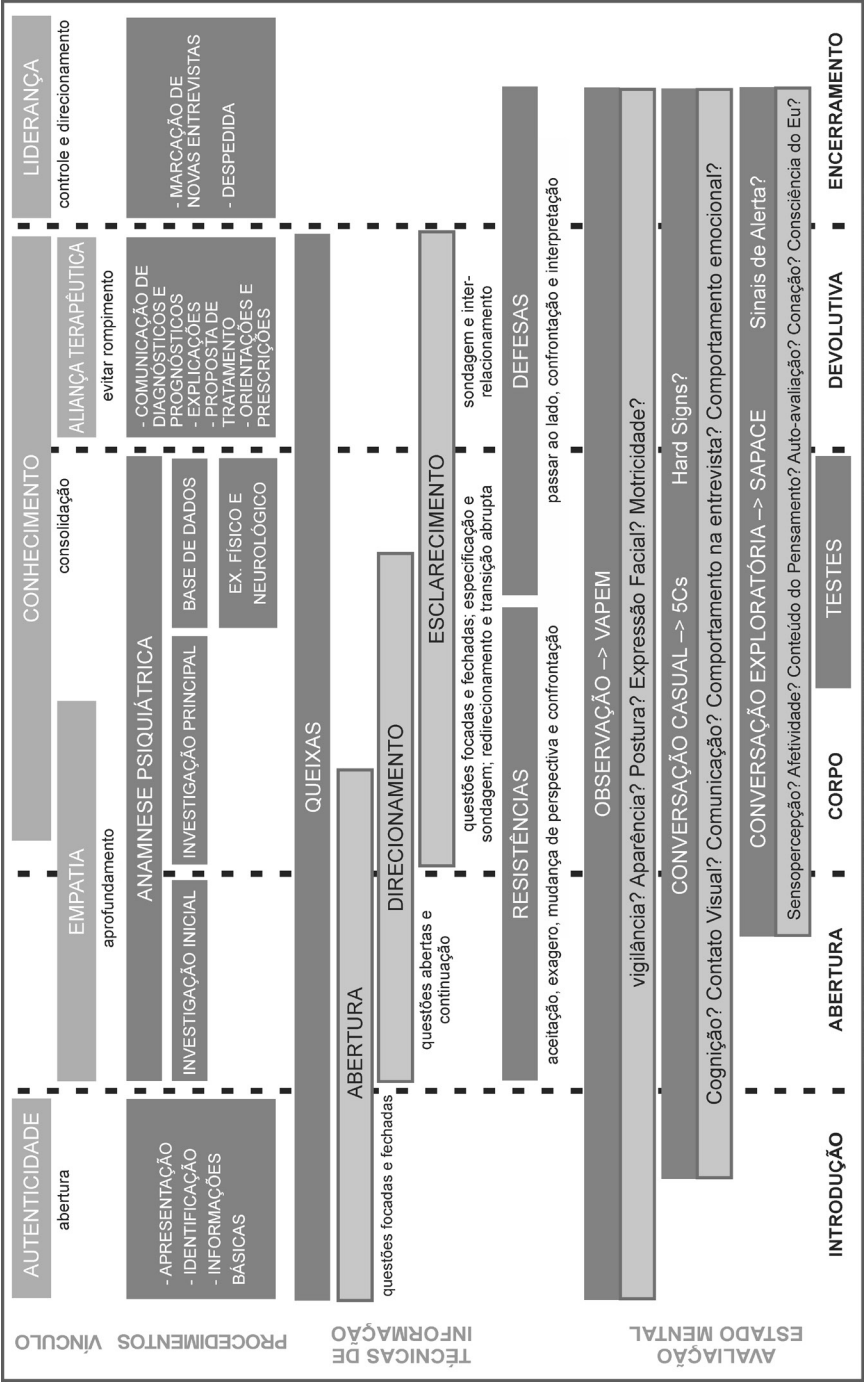 VÍNCULO
AUTENTICIDADE
abertura
EMPATIA
aprofundamento
CONHECIMENTO
consolidação
ALIANÇA TERAPÊUTICA
evitar rompimento
LIDERANÇA
controle e direcionamento
PROCEDIMENTOS
- APRESENTAÇÃO
- IDENTIFICAÇÃO
- INFORMAÇÕES
BÁSICAS
ANAMNESE PSIQUIÁTRICA
INVESTIGAÇÃO INICIAL
INVESTIGAÇÃO PRINCIPAL
BASE DE DADOS
EX. FÍSICO E
NEUROLÓGICO
- COMUNICAÇÃO DE
DIAGNÓSTICOS E
PROGNÓSTICOS
- EXPLICAÇÕES
- PROPOSTA DE
TRATAMENTO
- ORIENTAÇÕES E
PRESCRIÇÕES
- MARCAÇÃO DE
NOVAS ENTREVISTAS
- DESPEDIDA
TÉCNICAS DE
INFORMAÇÃO
QUEIXAS
ABERTURA
questões focadas e fechadas
DIRECIONAMENTO
questões abertas e
continuação
ESCLARECIMENTO
questões focadas e fechadas; especificação e
sondagem; redirecionamento e transição abrupta
sondagem e inter-
relacionamento
RESISTÊNCIAS
aceitação, exagero, mudança de perspectiva e confrontação
DEFESAS
passar ao lado, confrontação e interpretação
AVALIAÇÃO
ESTADO MENTAL
OBSERVAÇÃO –> VAPEM
vigilância? Aparência? Postura? Expressão Facial? Motricidade?
CONVERSAÇÃO CASUAL –> 5Cs
Hard Signs?
Cognição? Contato Visual? Comunicação? Comportamento na entrevista? Comportamento emocional?
CONVERSAÇÃO EXPLORATÓRIA –> SAPACE
Sinais de Alerta?
Sensopercepção? Afetividade? Conteúdo do Pensamento? Auto-avaliação? Conação? Consciência do Eu?
TESTES
INTRODUÇÃO
ABERTURA
CORPO
DEVOLUTIVA
ENCERRAMENTO